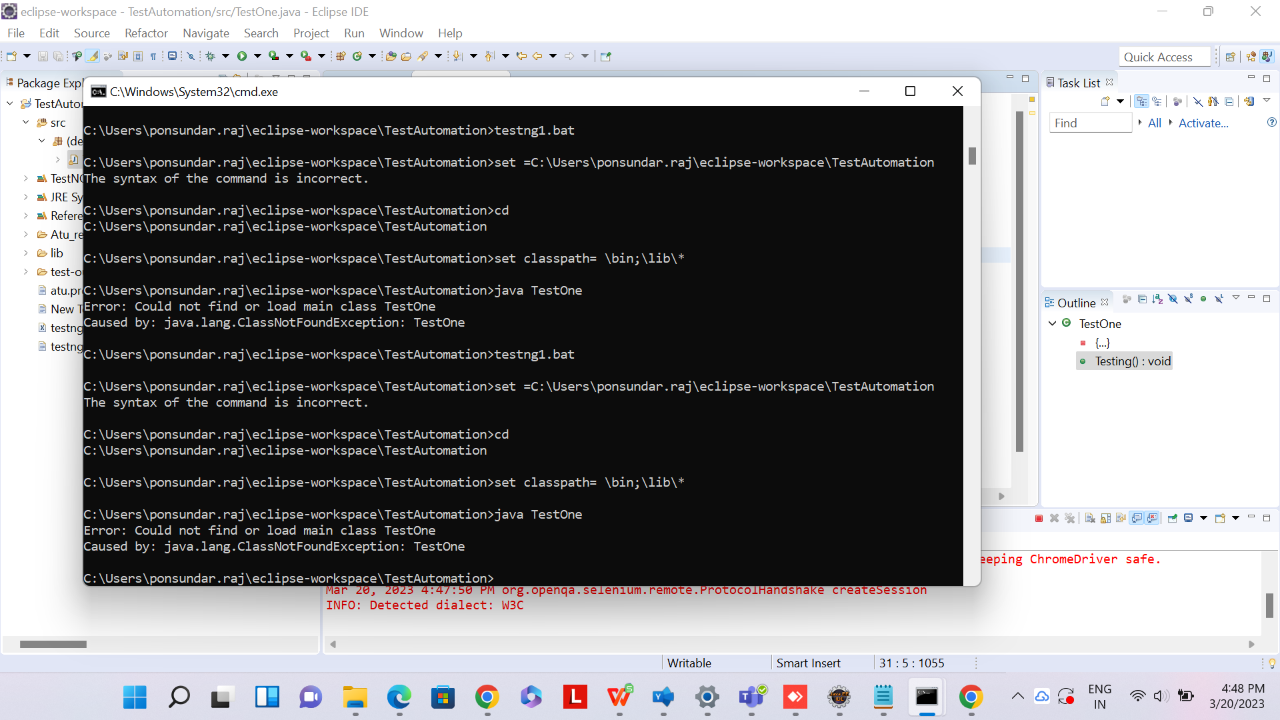 eclipse-workspace - TestAutomation/src/TestOne.java - Eclipse IDE
File Edit Source Refactor Navigate Search Project Run Window Help
Quick Access
Package Expl
TestAuton
src
(de
TestNG
JRE Sy
Refere
Atu_re
lib
test-ou
atu.pro
New T
testng
testng
C:\Windows\System32\cmd.exe
C:\Users\ponsundar.raj\eclipse-workspace\TestAutomation>testng1.bat
C:\Users\ponsundar.raj\eclipse-workspace\TestAutomation>set =C:\Users\ponsundar.raj\eclipse-workspace\TestAutomation
The syntax of the command is incorrect.
C:\Users\ponsundar.raj\eclipse-workspace\TestAutomation>cd
C:\Users\ponsundar.raj\eclipse-workspace\TestAutomation
C:\Users\ponsundar.raj\eclipse-workspace\TestAutomation>set classpath= \bin;\lib\*
C:\Users\ponsundar.raj\eclipse-workspace\TestAutomation>java TestOne
Error: Could not find or load main class TestOne
Caused by: java.lang.ClassNotFoundException: TestOne
C:\Users\ponsundar.raj\eclipse-workspace\TestAutomation>testng1.bat
C:\Users\ponsundar.raj\eclipse-workspace\TestAutomation>set =C:\Users\ponsundar.raj\eclipse-workspace\TestAutomation
The syntax of the command is incorrect.
C:\Users\ponsundar.raj\eclipse-workspace\TestAutomation>cd
C:\Users\ponsundar.raj\eclipse-workspace\TestAutomation
C:\Users\ponsundar.raj\eclipse-workspace\TestAutomation>set classpath= \bin;\lib\*
C:\Users\ponsundar.raj\eclipse-workspace\TestAutomation>java TestOne
Error: Could not find or load main class TestOne
Caused by: java.lang.ClassNotFoundException: TestOne
C:\Users\ponsundar.raj\eclipse-workspace\TestAutomation>
Task List
Find All Activate...
Outline
TestOne
{...}
Testing() : void
eeping ChromeDriver safe.
Mar 20, 2023 4:47:50 PM org.openqa.selenium.remote.ProtocolHandshake createSession
INFO: Detected dialect: W3C
Writable Smart Insert 31 : 5 : 1055
ENG
IN
4:48 PM
3/20/2023